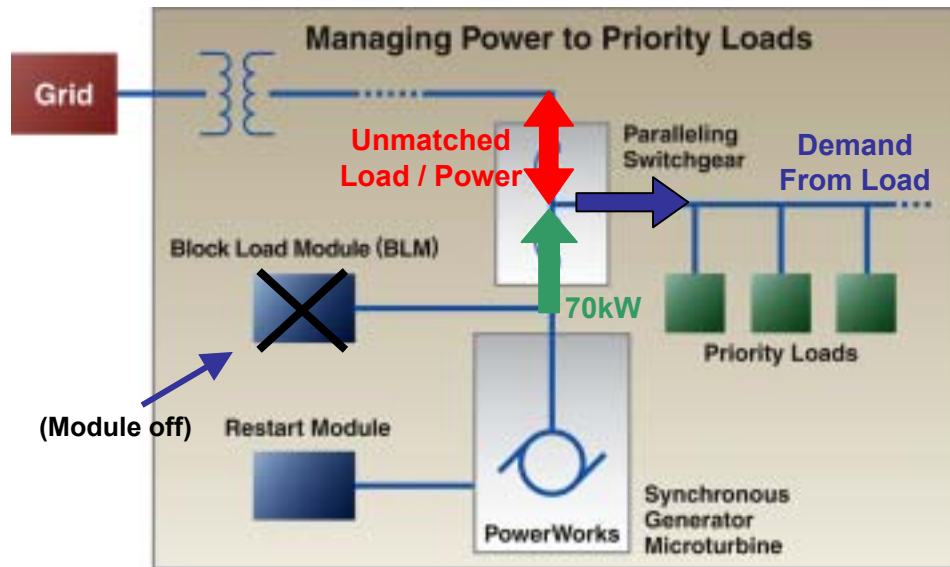 Managing Power to Priority Loads
Grid
Unmatched
Load / Power
Paralleling
Switchgear
Demand
From Load
Block Load Module (BLM)
70kW
Priority Loads
(Module off)
Restart Module
PowerWorks
Synchronous
Generator
Microturbine